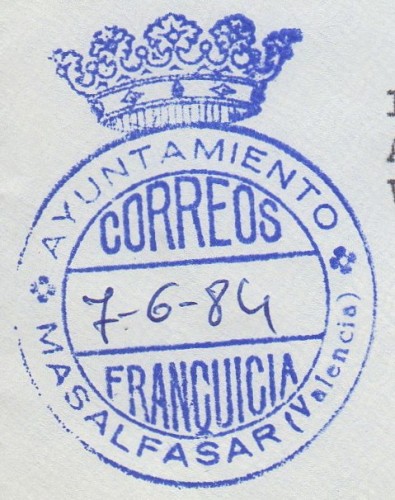 AYUNTAMIENTO
CORREOS
7-6-84
FRANQUICIA
MASALFASAR (Valencia)